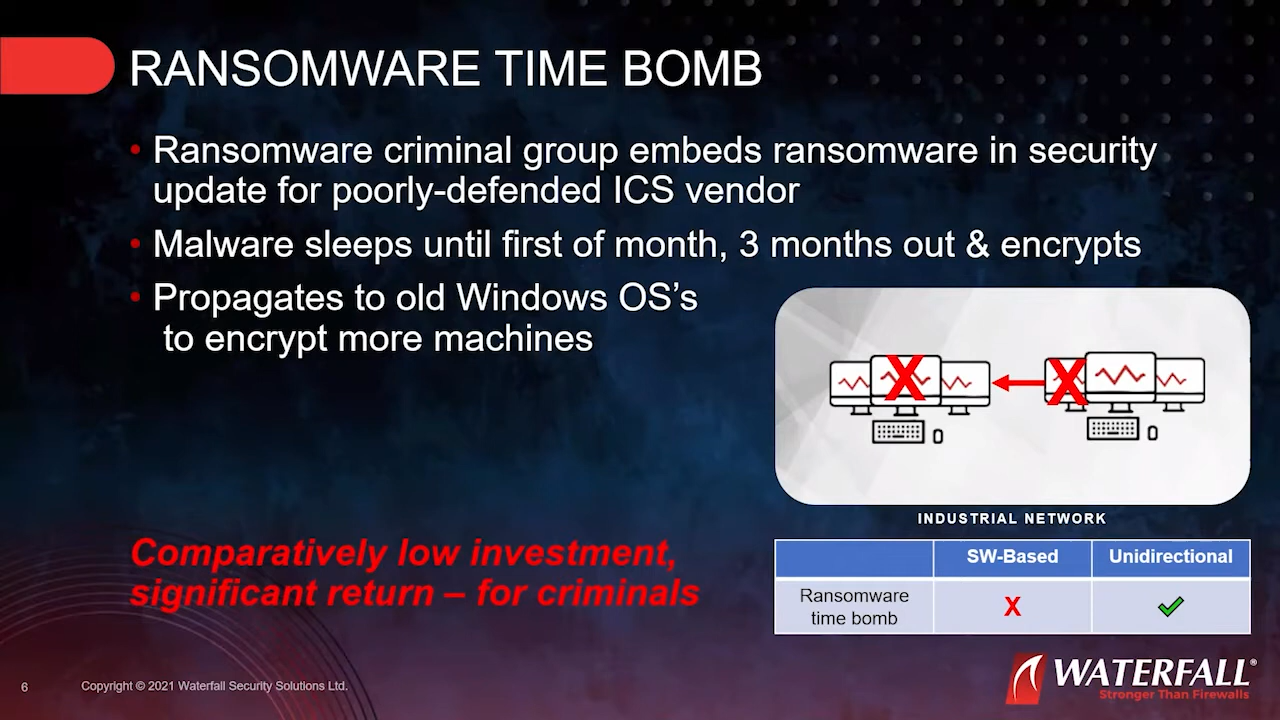 RANSOMWARE TIME BOMB
• Ransomware criminal group embeds ransomware in security
update for poorly-defended ICS vendor
• Malware sleeps until first of month, 3 months out & encrypts
• Propagates to old Windows OS’s
to encrypt more machines
X X
INDUSTRIAL NETWORK
SW-Based Unidirectional
Ransomware
time bomb X ✓
Comparatively low investment,
significant return – for criminals
6 Copyright © 2021 Waterfall Security Solutions Ltd.
WATERFALL®
Stronger Than Firewalls